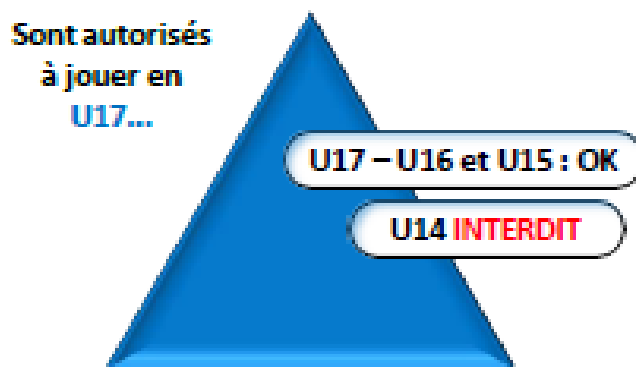 Sont autorisés
à jouer en
U17...
U17 – U16 et U15 : OK
U14 INTERDIT